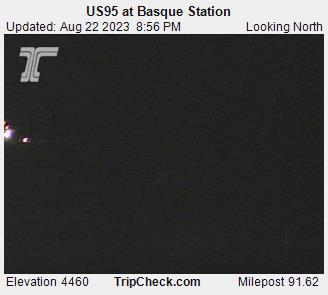 US95 at Basque Station
Updated: Aug 22 2023 8:56 PM Looking North
Elevation 4460 TripCheck.com Milepost 91.62